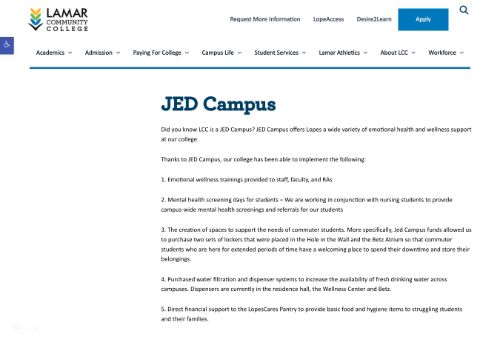 LAMAR
COMMUNITY
COLLEGE
Request More Information LopeAccess Desire2Learn Apply
Academics Admission Paying For College Campus Life Student Services Lamar Athletics About LCC Workforce
JED Campus
Did you know LCC is a JED Campus? JED Campus offers Lopes a wide variety of emotional health and wellness support
at our college.
Thanks to JED Campus, our college has been able to implement the following:
1. Emotional wellness trainings provided to staff, faculty, and RAs
2. Mental health screening days for students – We are working in conjunction with nursing students to provide
campus-wide mental health screenings and referrals for our students
3. The creation of spaces to support the needs of commuter students. More specifically, Jed Campus funds allowed us
to purchase two sets of lockers that were placed in the Hole in the Wall and the Betz Atrium so that commuter
students who are here for extended periods of time have a welcoming place to spend their downtime and store their
belongings.
4. Purchased water filtration and dispenser systems to increase the availability of fresh drinking water across
campuses. Dispensers are currently in the residence hall, the Wellness Center and Betz.
5. Direct financial support to the LopesCares Pantry to provide basic food and hygiene items to struggling students
and their families.